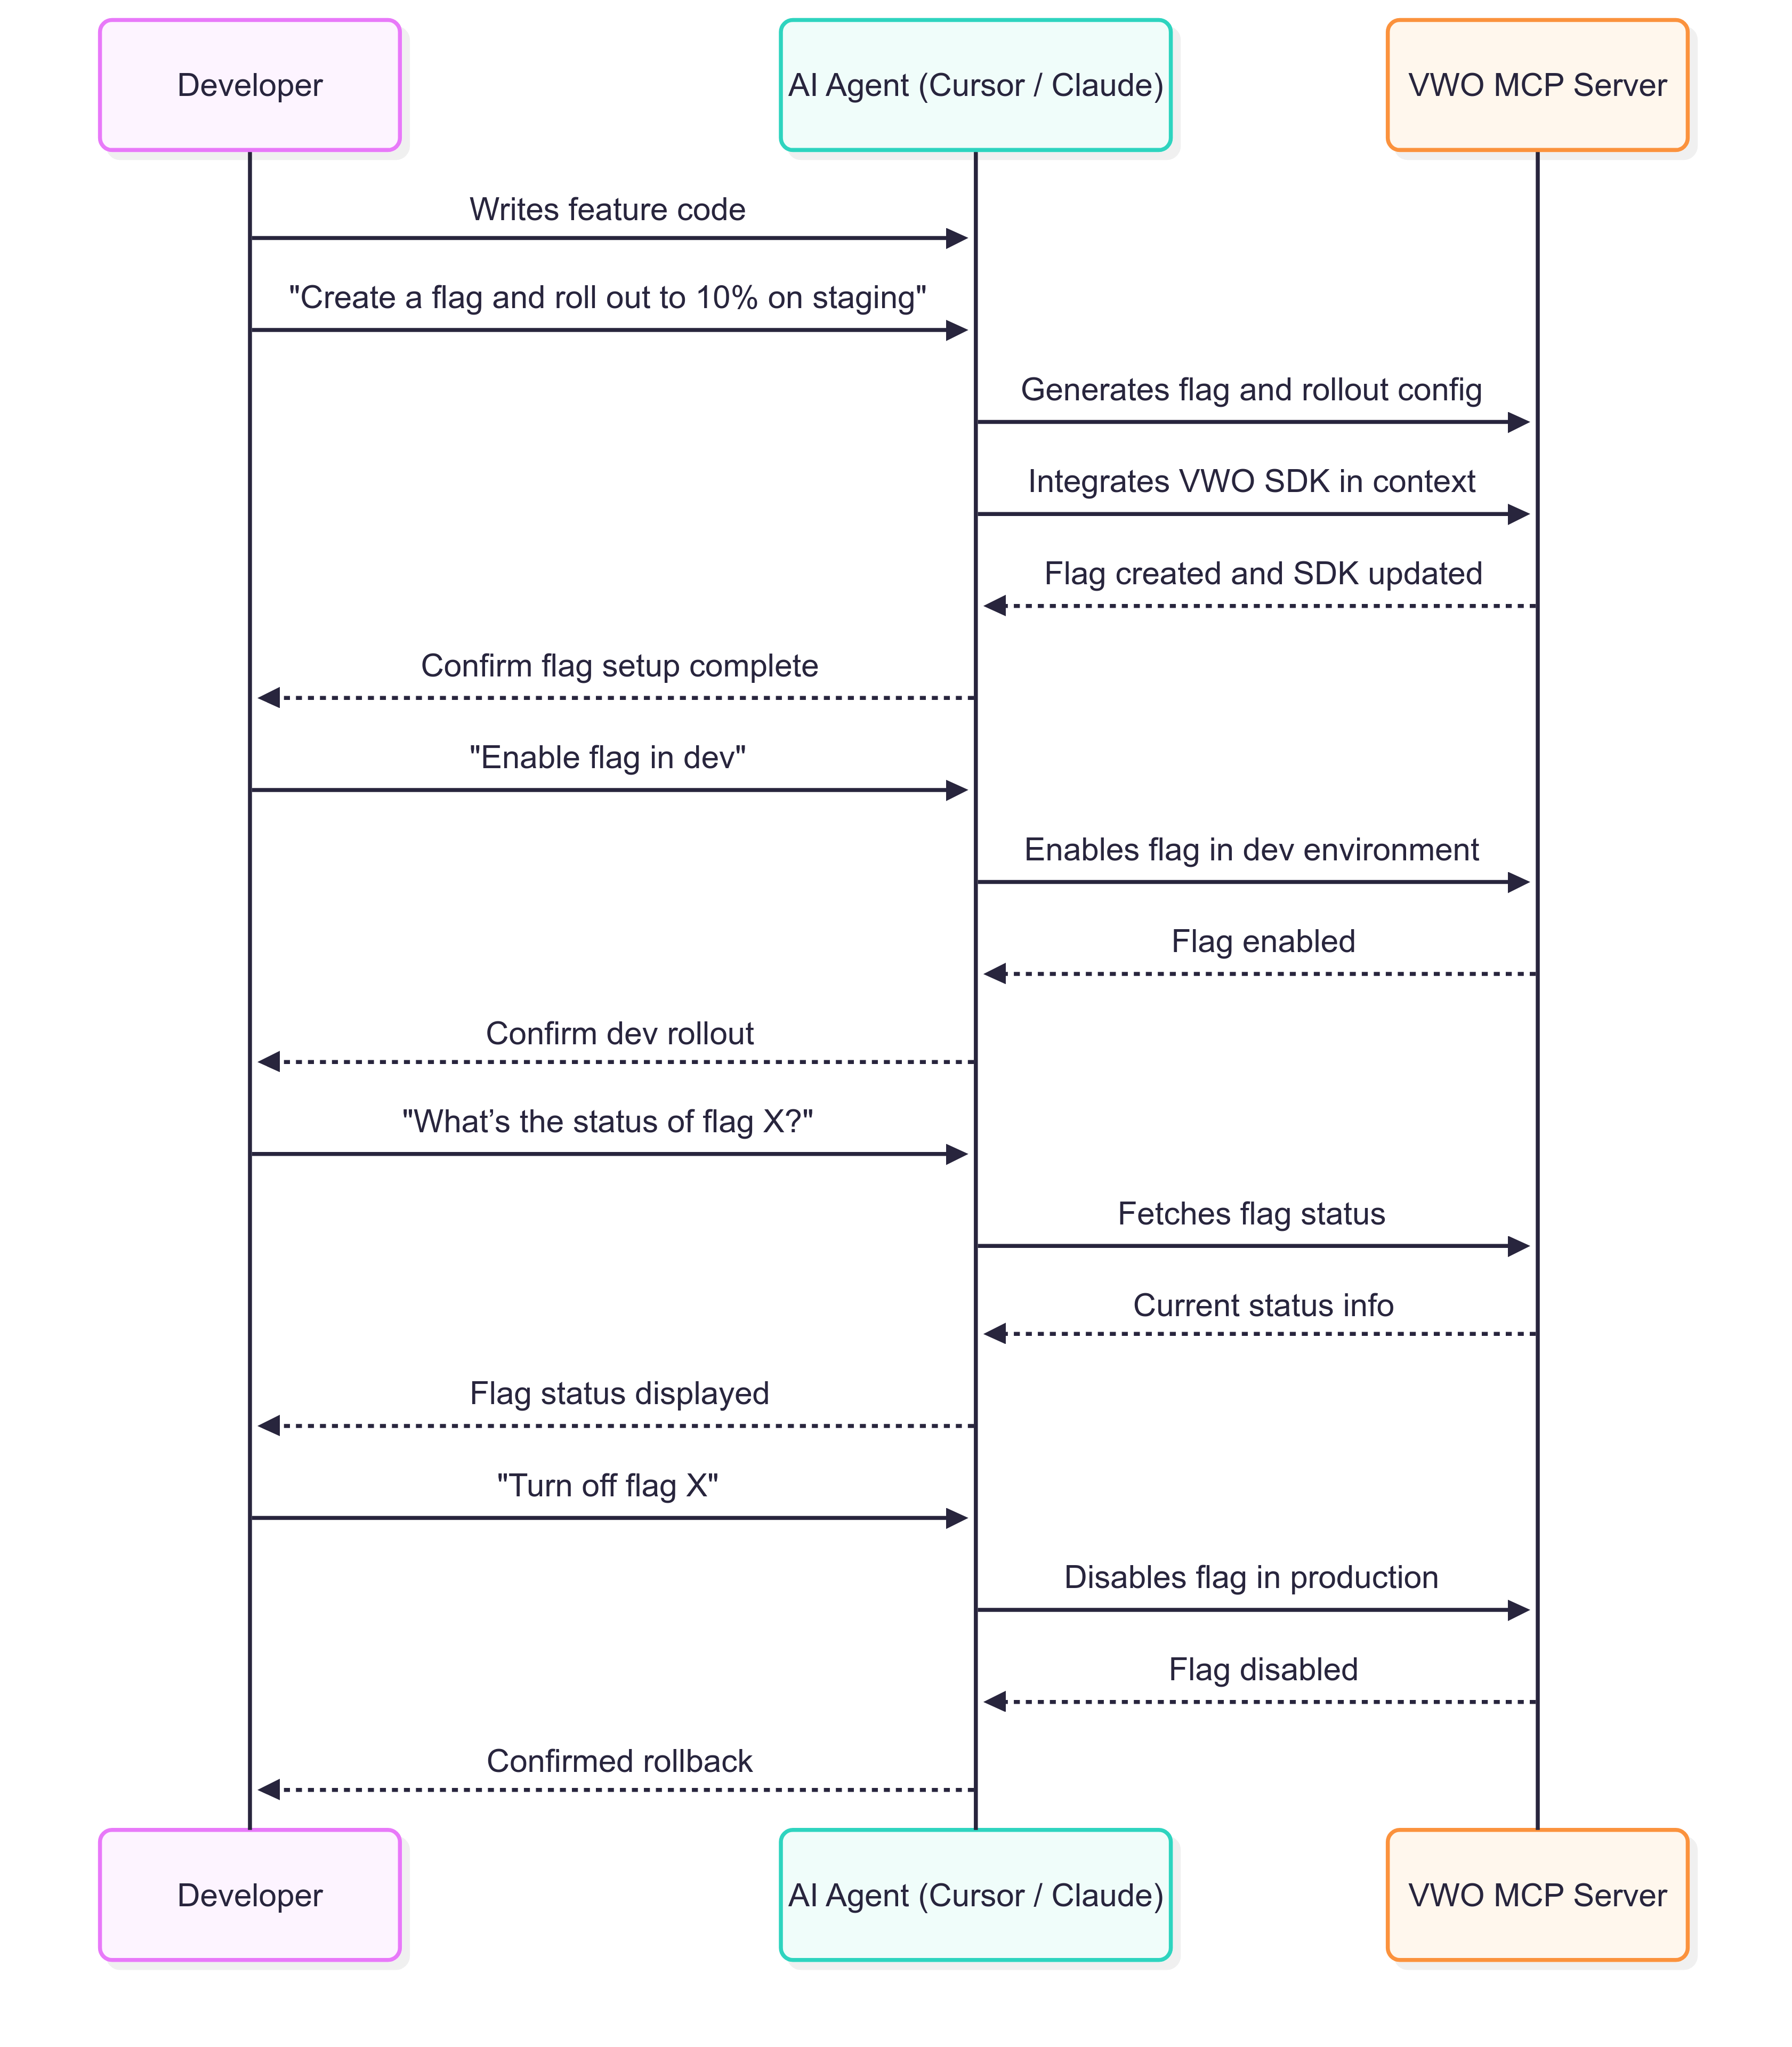 Developer
AI Agent (Cursor / Claude)
VWO MCP Server
Writes feature code
"Create a flag and roll out to 10% on staging"
Generates flag and rollout config
Integrates VWO SDK in context
Flag created and SDK updated
Confirm flag setup complete
"Enable flag in dev"
Enables flag in dev environment
Flag enabled
Confirm dev rollout
"What’s the status of flag X?"
Fetches flag status
Current status info
Flag status displayed
"Turn off flag X"
Disables flag in production
Flag disabled
Confirmed rollback
Developer
AI Agent (Cursor / Claude)
VWO MCP Server